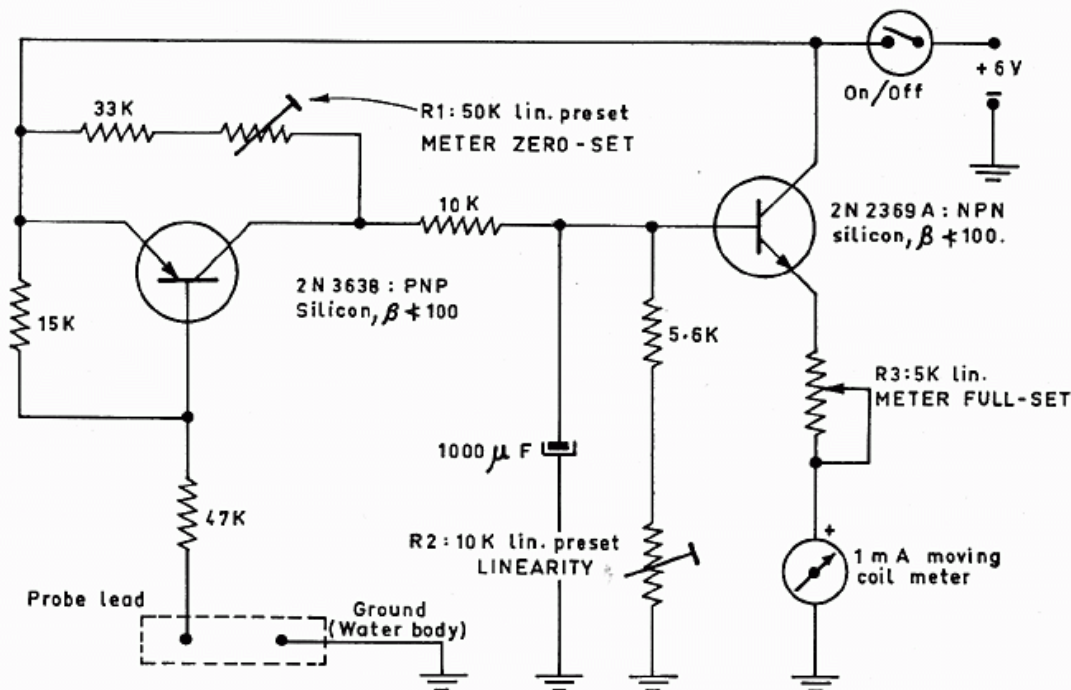 + 6 V
On/Off
33K
R1:50K lin. preset
METER ZERO-SET
10K
2N 2369 A : NPN
silicon, β ≮ 100.
2N 3638 : PNP
Silicon, β ≮ 100
15K
5.6K
R3:5K lin.
METER FULL-SET
1000 μ F
47K
R2:10K lin. preset
LINEARITY
+
1 mA moving
coil meter
Probe lead
Ground
(Water body)